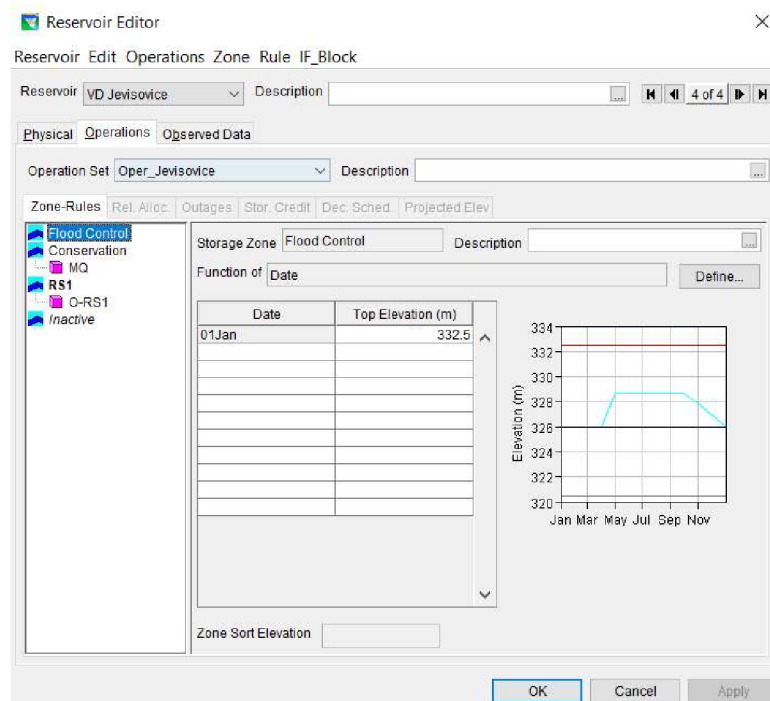 Reservoir Editor
Reservoir Edit Operations Zone Rule IF_Block
Reservoir VD Jevisovice Description ... 4 of 4
Physical Operations Observed Data
Operation Set Oper_Jevisovice Description ...
Zone-Rules Rel. Alloc. Outages Stor. Credit Dec. Sched. Projected Elev
Flood Control
Conservation
MQ
RS1
O-RS1
Inactive
Storage Zone Flood Control Description ...
Function of Date Define...
Date Top Elevation (m)
01Jan 332.5
334
332
330
328
326
324
322
320
Elevation (m)
Jan Mar May Jul Sep Nov
Zone Sort Elevation
OK Cancel Apply